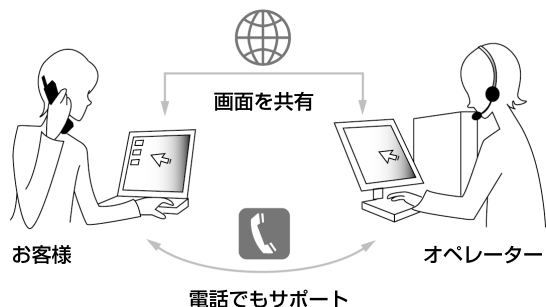 画面を共有
お客様
オペレーター
電話でもサポート